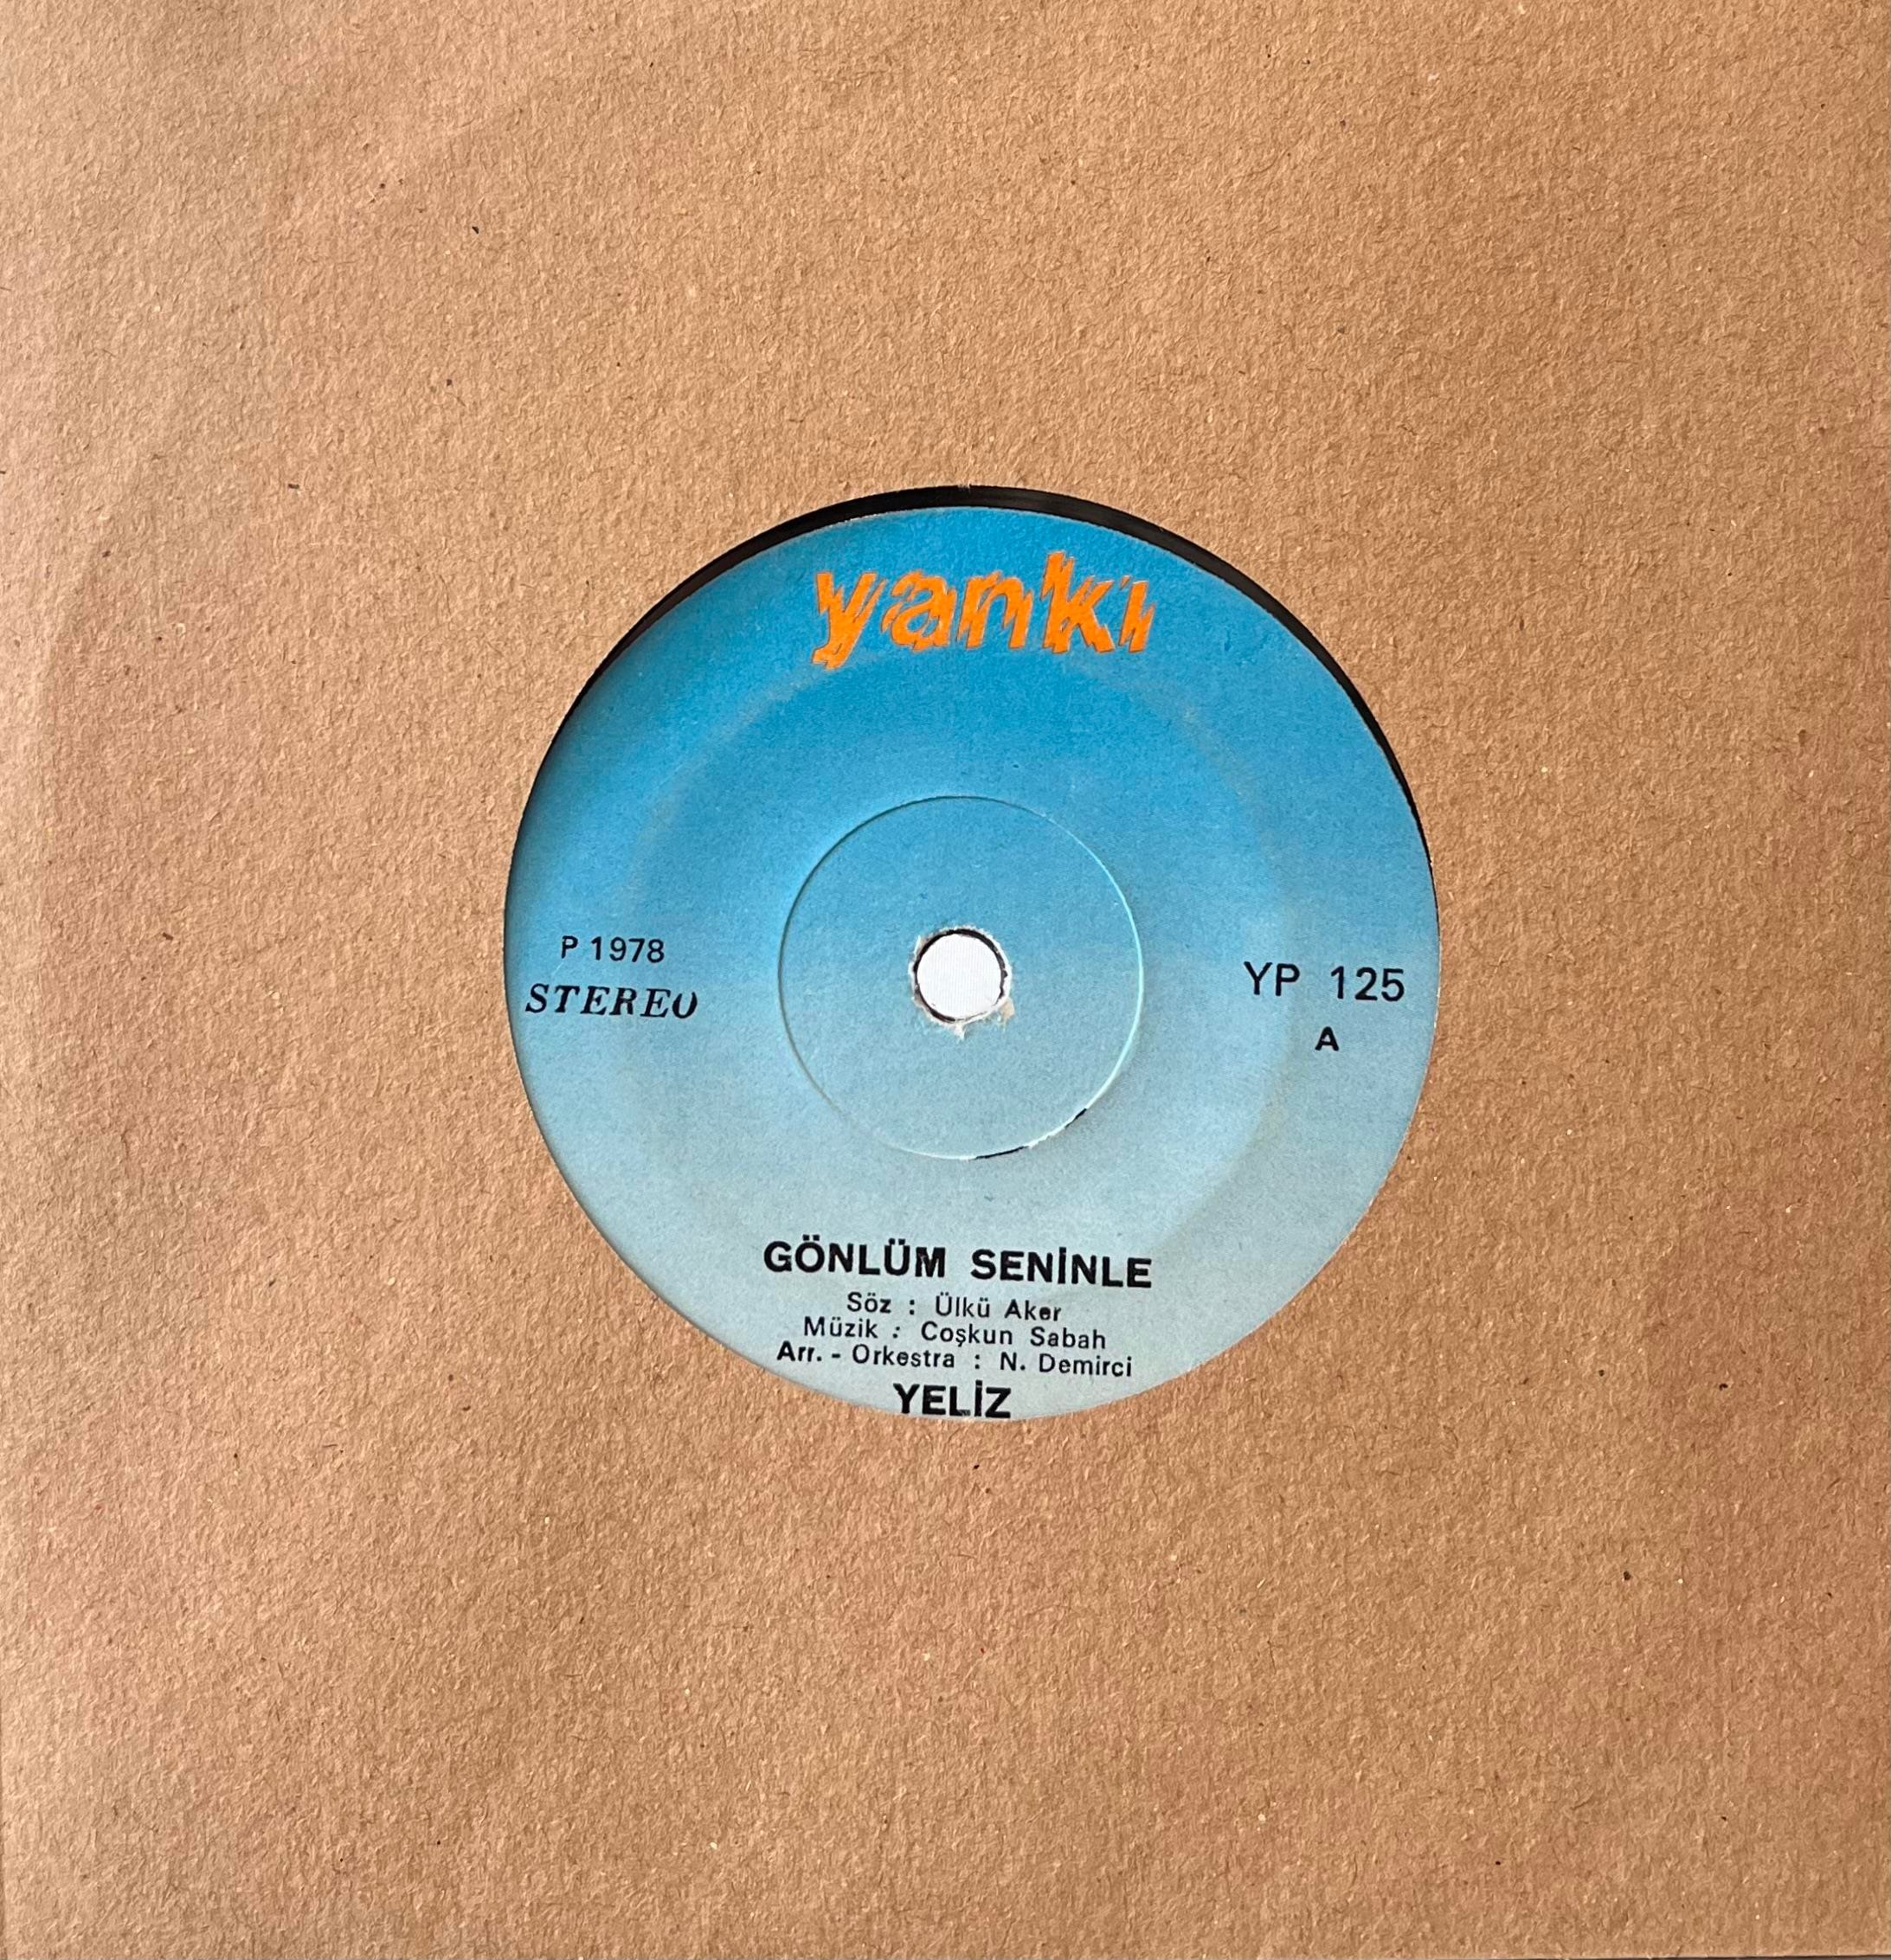 yankı
P 1978
STEREO
YP 125
A
GÖNLÜM SENİNLE
Söz : Ülkü Aker
Müzik : Coşkun Sabah
Arr. - Orkestra : N. Demirci
YELİZ